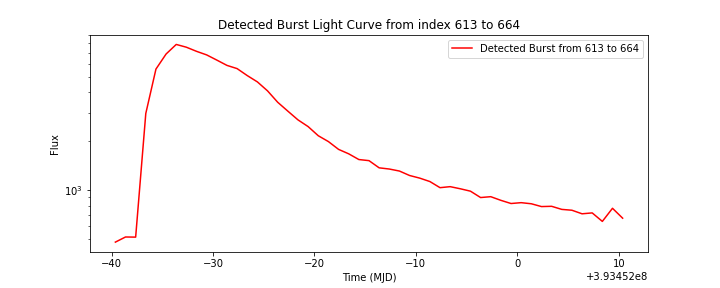 Detected Burst Light Curve from index 613 to 664
Detected Burst from 613 to 664
Flux
10³
−40 −30 −20 −10 0 10
+3.93452e8
Time (MJD)